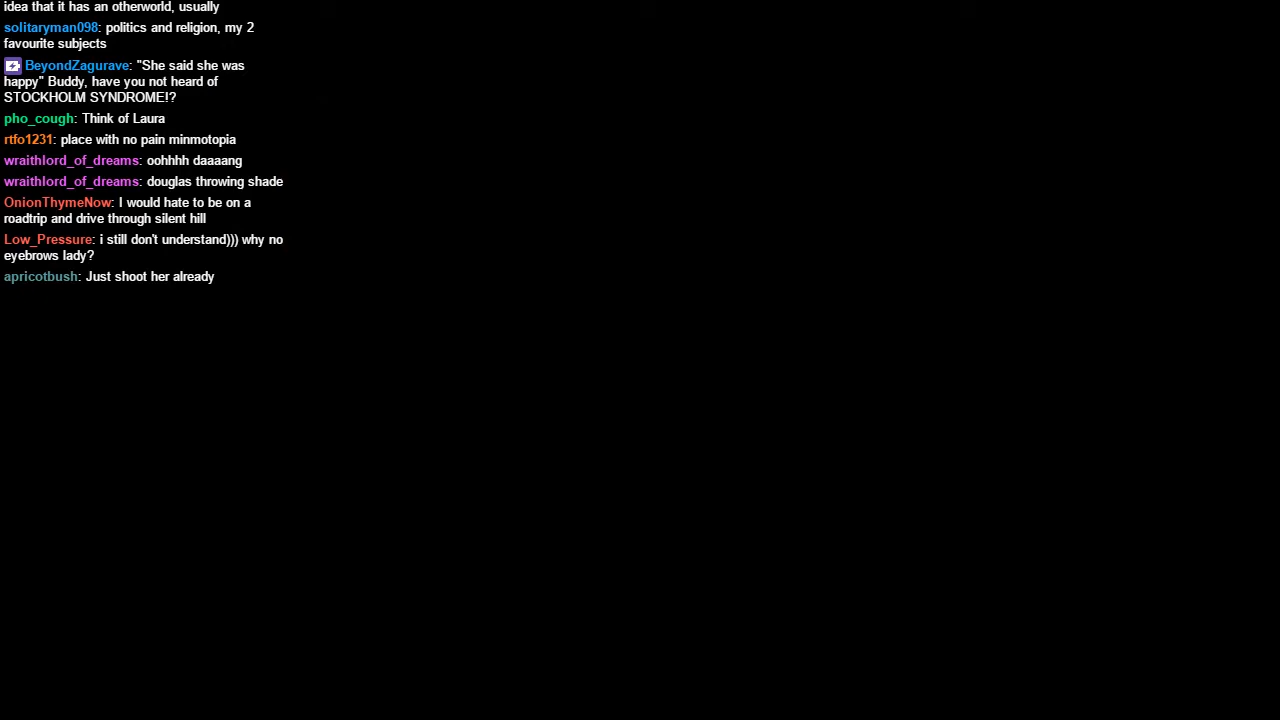 idea that it has an otherworld, usually
solitaryman098: politics and religion, my 2
favourite subjects
BeyondZagurave: "She said she was
happy" Buddy, have you not heard of
STOCKHOLM SYNDROME!?
pho_cough: Think of Laura
rtfo1231: place with no pain minmotopia
wraithlord_of_dreams: oohhhh daaaang
wraithlord_of_dreams: douglas throwing shade
OnionThymeNow: I would hate to be on a
roadtrip and drive through silent hill
Low_Pressure: i still don't understand))) why no
eyebrows lady?
apricotbush: Just shoot her already